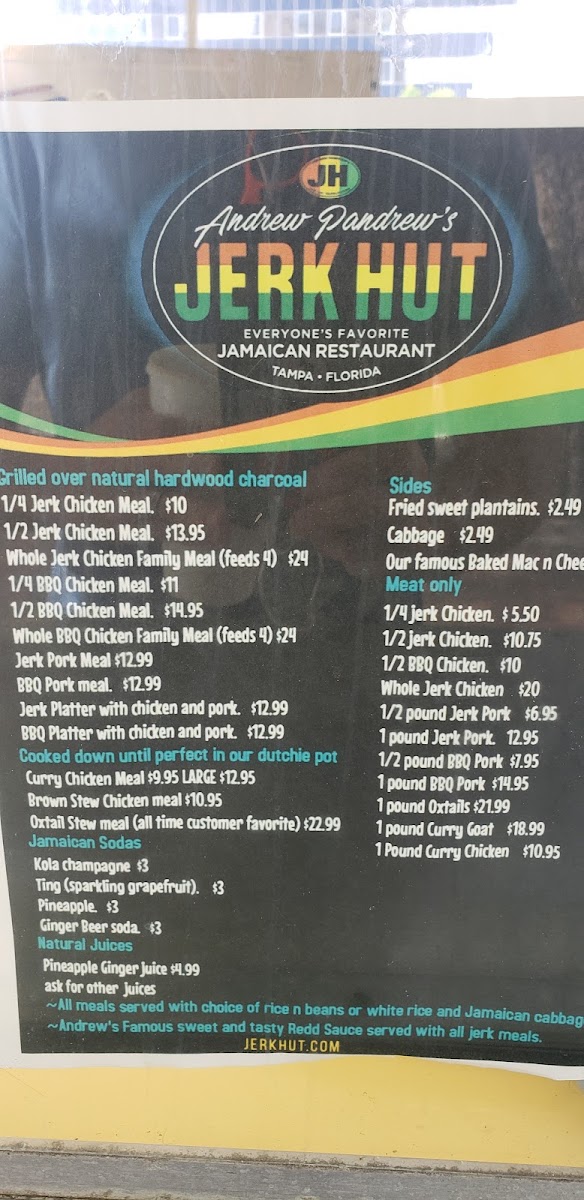 JH
Andrew Pandrew's
JERK HUT
EVERYONE'S FAVORITE
JAMAICAN RESTAURANT
TAMPA • FLORIDA
Grilled over natural hardwood charcoal
1/4 Jerk Chicken Meal. $10
1/2 Jerk Chicken Meal. $13.95
Whole Jerk Chicken Family Meal (feeds 4) $24
1/4 BBQ Chicken Meal. $11
1/2 BBQ Chicken Meal. $14.95
Whole BBQ Chicken Family Meal (feeds 4) $24
Jerk Pork Meal $12.99
BBQ Pork meal. $12.99
Jerk Platter with chicken and pork. $12.99
BBQ Platter with chicken and pork. $12.99
Cooked down until perfect in our dutchie pot
Curry Chicken Meal $9.95 LARGE $12.95
Brown Stew Chicken meal $10.95
Oxtail Stew meal (all time customer favorite) $22.99
Jamaican Sodas
Kola champagne $3
Ting (sparkling grapefruit). $3
Pineapple. $3
Ginger Beer soda. $3
Natural Juices
Pineapple Ginger juice $4.99
ask for other juices
Sides
Fried sweet plantains. $2.49
Cabbage $2.49
Our famous Baked Mac n Chee
Meat only
1/4 jerk Chicken. $5.50
1/2 jerk Chicken. $10.75
1/2 BBQ Chicken. $10
Whole Jerk Chicken $20
1/2 pound Jerk Pork $6.95
1 pound Jerk Pork. 12.95
1/2 pound BBQ Pork $7.95
1 pound BBQ Pork $14.95
1 pound Oxtails $21.99
1 pound Curry Goat $18.99
1 Pound Curry Chicken $10.95
~All meals served with choice of rice n beans or white rice and Jamaican cabbag
~Andrew's Famous sweet and tasty Redd Sauce served with all jerk meals.
JERKHUT.COM